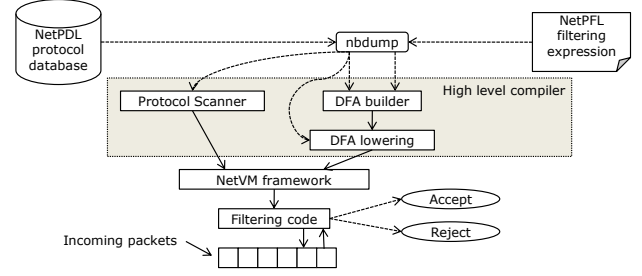 NetPDL
protocol
database
nbdump
NetPFL
filtering
expression
High level compiler
Protocol Scanner
DFA builder
DFA lowering
NetVM framework
Filtering code
Accept
Reject
Incoming packets